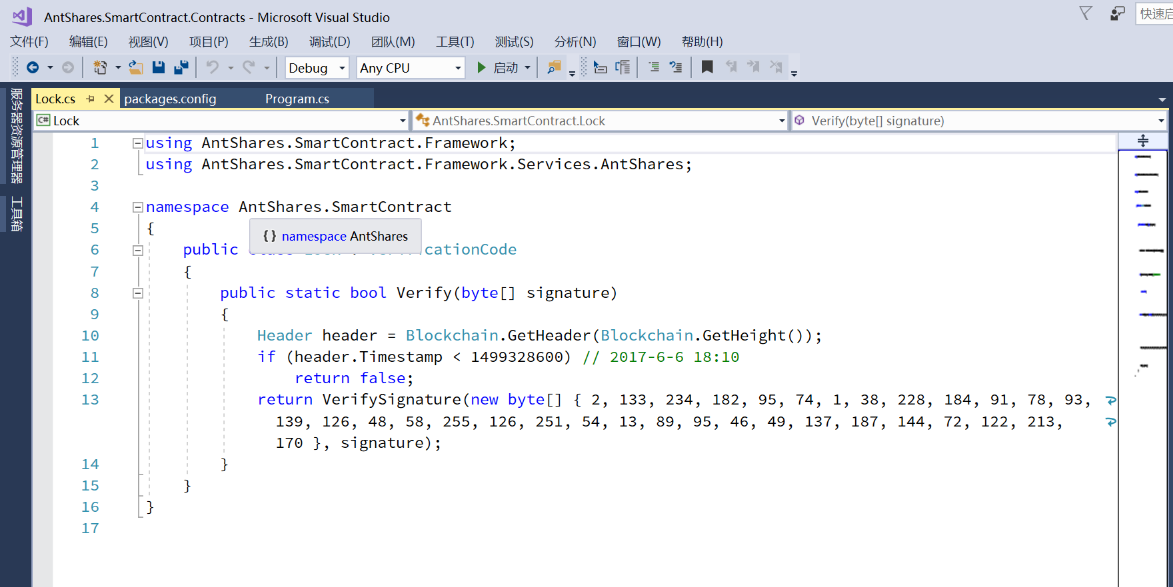 AntShares.SmartContract.Contracts - Microsoft Visual Studio
快速启
文件(F) 编辑(E) 视图(V) 项目(P) 生成(B) 调试(D) 团队(M) 工具(T) 测试(S) 分析(N) 窗口(W) 帮助(H)
Debug Any CPU 启动
服务器资源管理器
工具箱
Lock.cs packages.config Program.cs
C# Lock AntShares.SmartContract.Lock Verify(byte[] signature)
1 using AntShares.SmartContract.Framework;
2 using AntShares.SmartContract.Framework.Services.AntShares;
3
4 namespace AntShares.SmartContract
5 {
{} namespace AntShares
6 public
7 {
8 public static bool Verify(byte[] signature)
9 {
10 Header header = Blockchain.GetHeader(Blockchain.GetHeight());
11 if (header.Timestamp < 1499328600) // 2017-6-6 18:10
12 return false;
13 return VerifySignature(new byte[] { 2, 133, 234, 182, 95, 74, 1, 38, 228, 184, 91, 78, 93,
139, 126, 48, 58, 255, 126, 251, 54, 13, 89, 95, 46, 49, 137, 187, 144, 72, 122, 213,
170 }, signature);
14 }
15 }
16 }
17